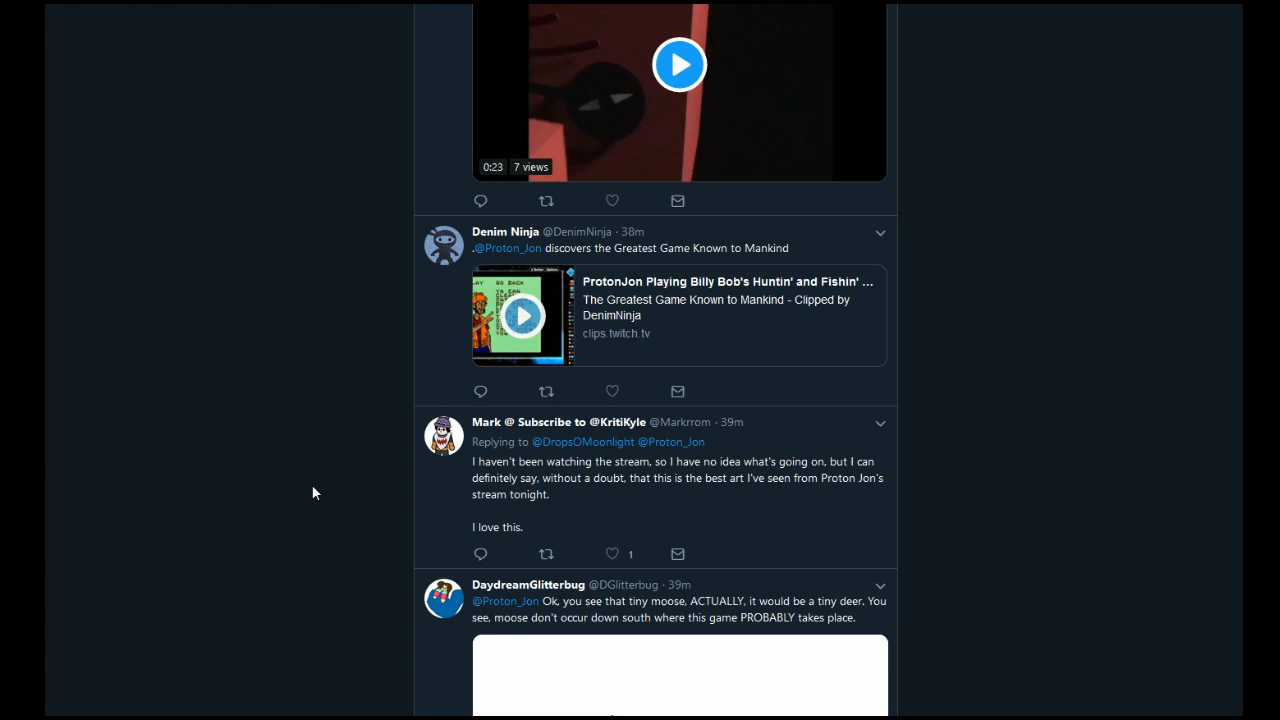 0:23 7 views
Denim Ninja @DenimNinja · 38m
.@Proton_Jon discovers the Greatest Game Known to Mankind
ProtonJon Playing Billy Bob's Huntin' and Fishin' ...
The Greatest Game Known to Mankind - Clipped by
DenimNinja
clips.twitch.tv
Mark @ Subscribe to @KritiKyle @Markrrom · 39m
Replying to @DropsOMoonlight @Proton_Jon
I haven't been watching the stream, so I have no idea what's going on, but I can
definitely say, without a doubt, that this is the best art I've seen from Proton Jon's
stream tonight.
I love this.
1
DaydreamGlitterbug @DGlitterbug · 39m
@Proton_Jon Ok, you see that tiny moose, ACTUALLY, it would be a tiny deer. You
see, moose don't occur down south where this game PROBABLY takes place.